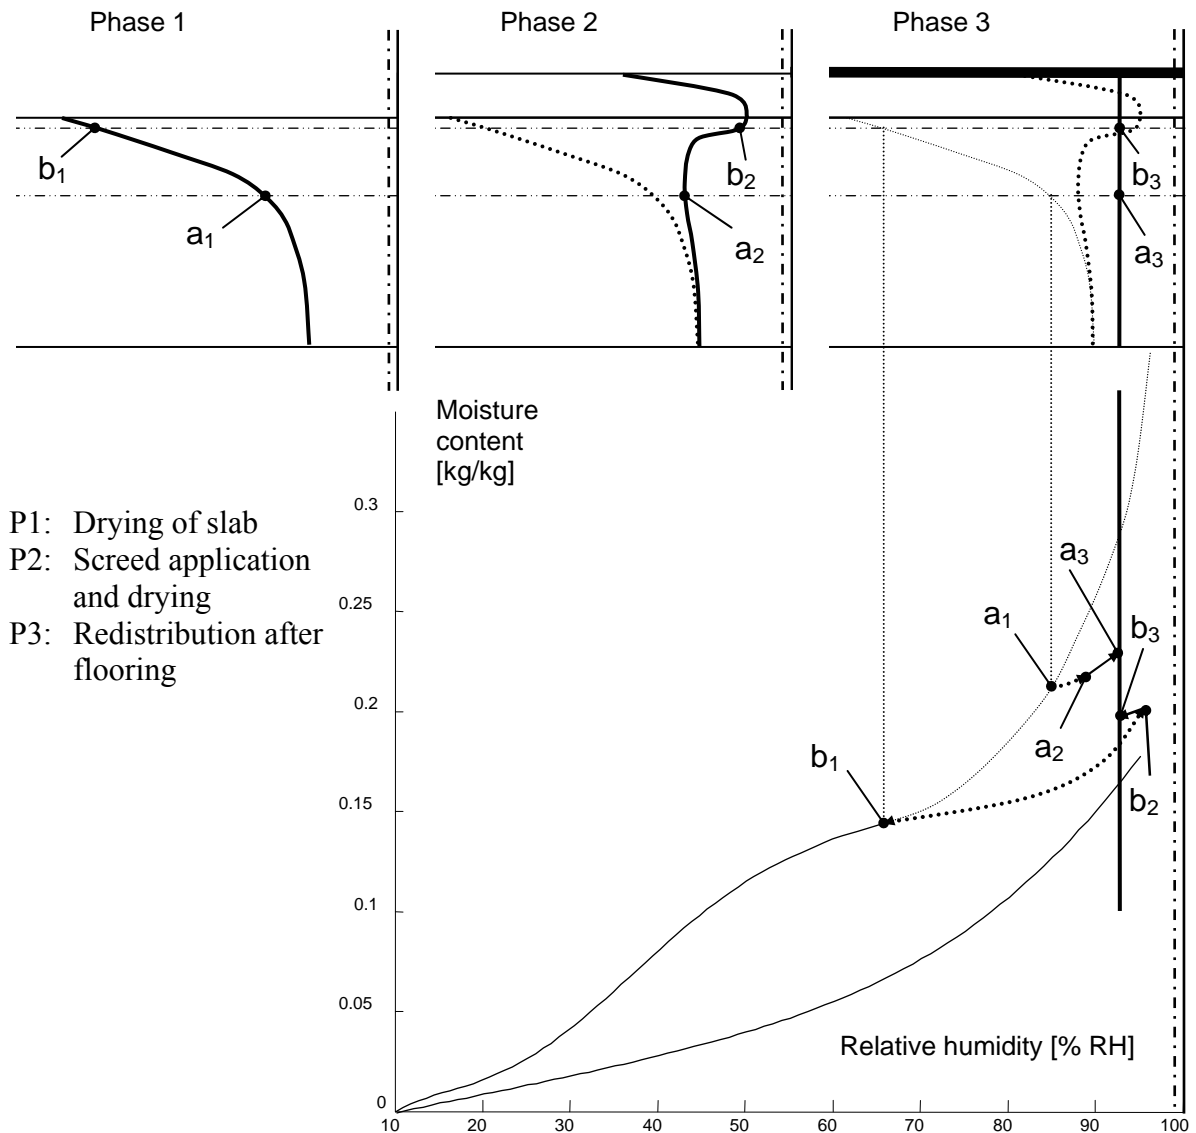 Phase 1
Phase 2
Phase 3
b1
a1
b2
a2
b3
a3
Moisture
content
[kg/kg]
P1: Drying of slab
P2: Screed application
and drying
P3: Redistribution after
flooring
0.3
0.25
0.2
0.15
0.1
0.05
0
a3
a1
b3
a2
b1
b2
Relative humidity [% RH]
10 20 30 40 50 60 70 80 90 100